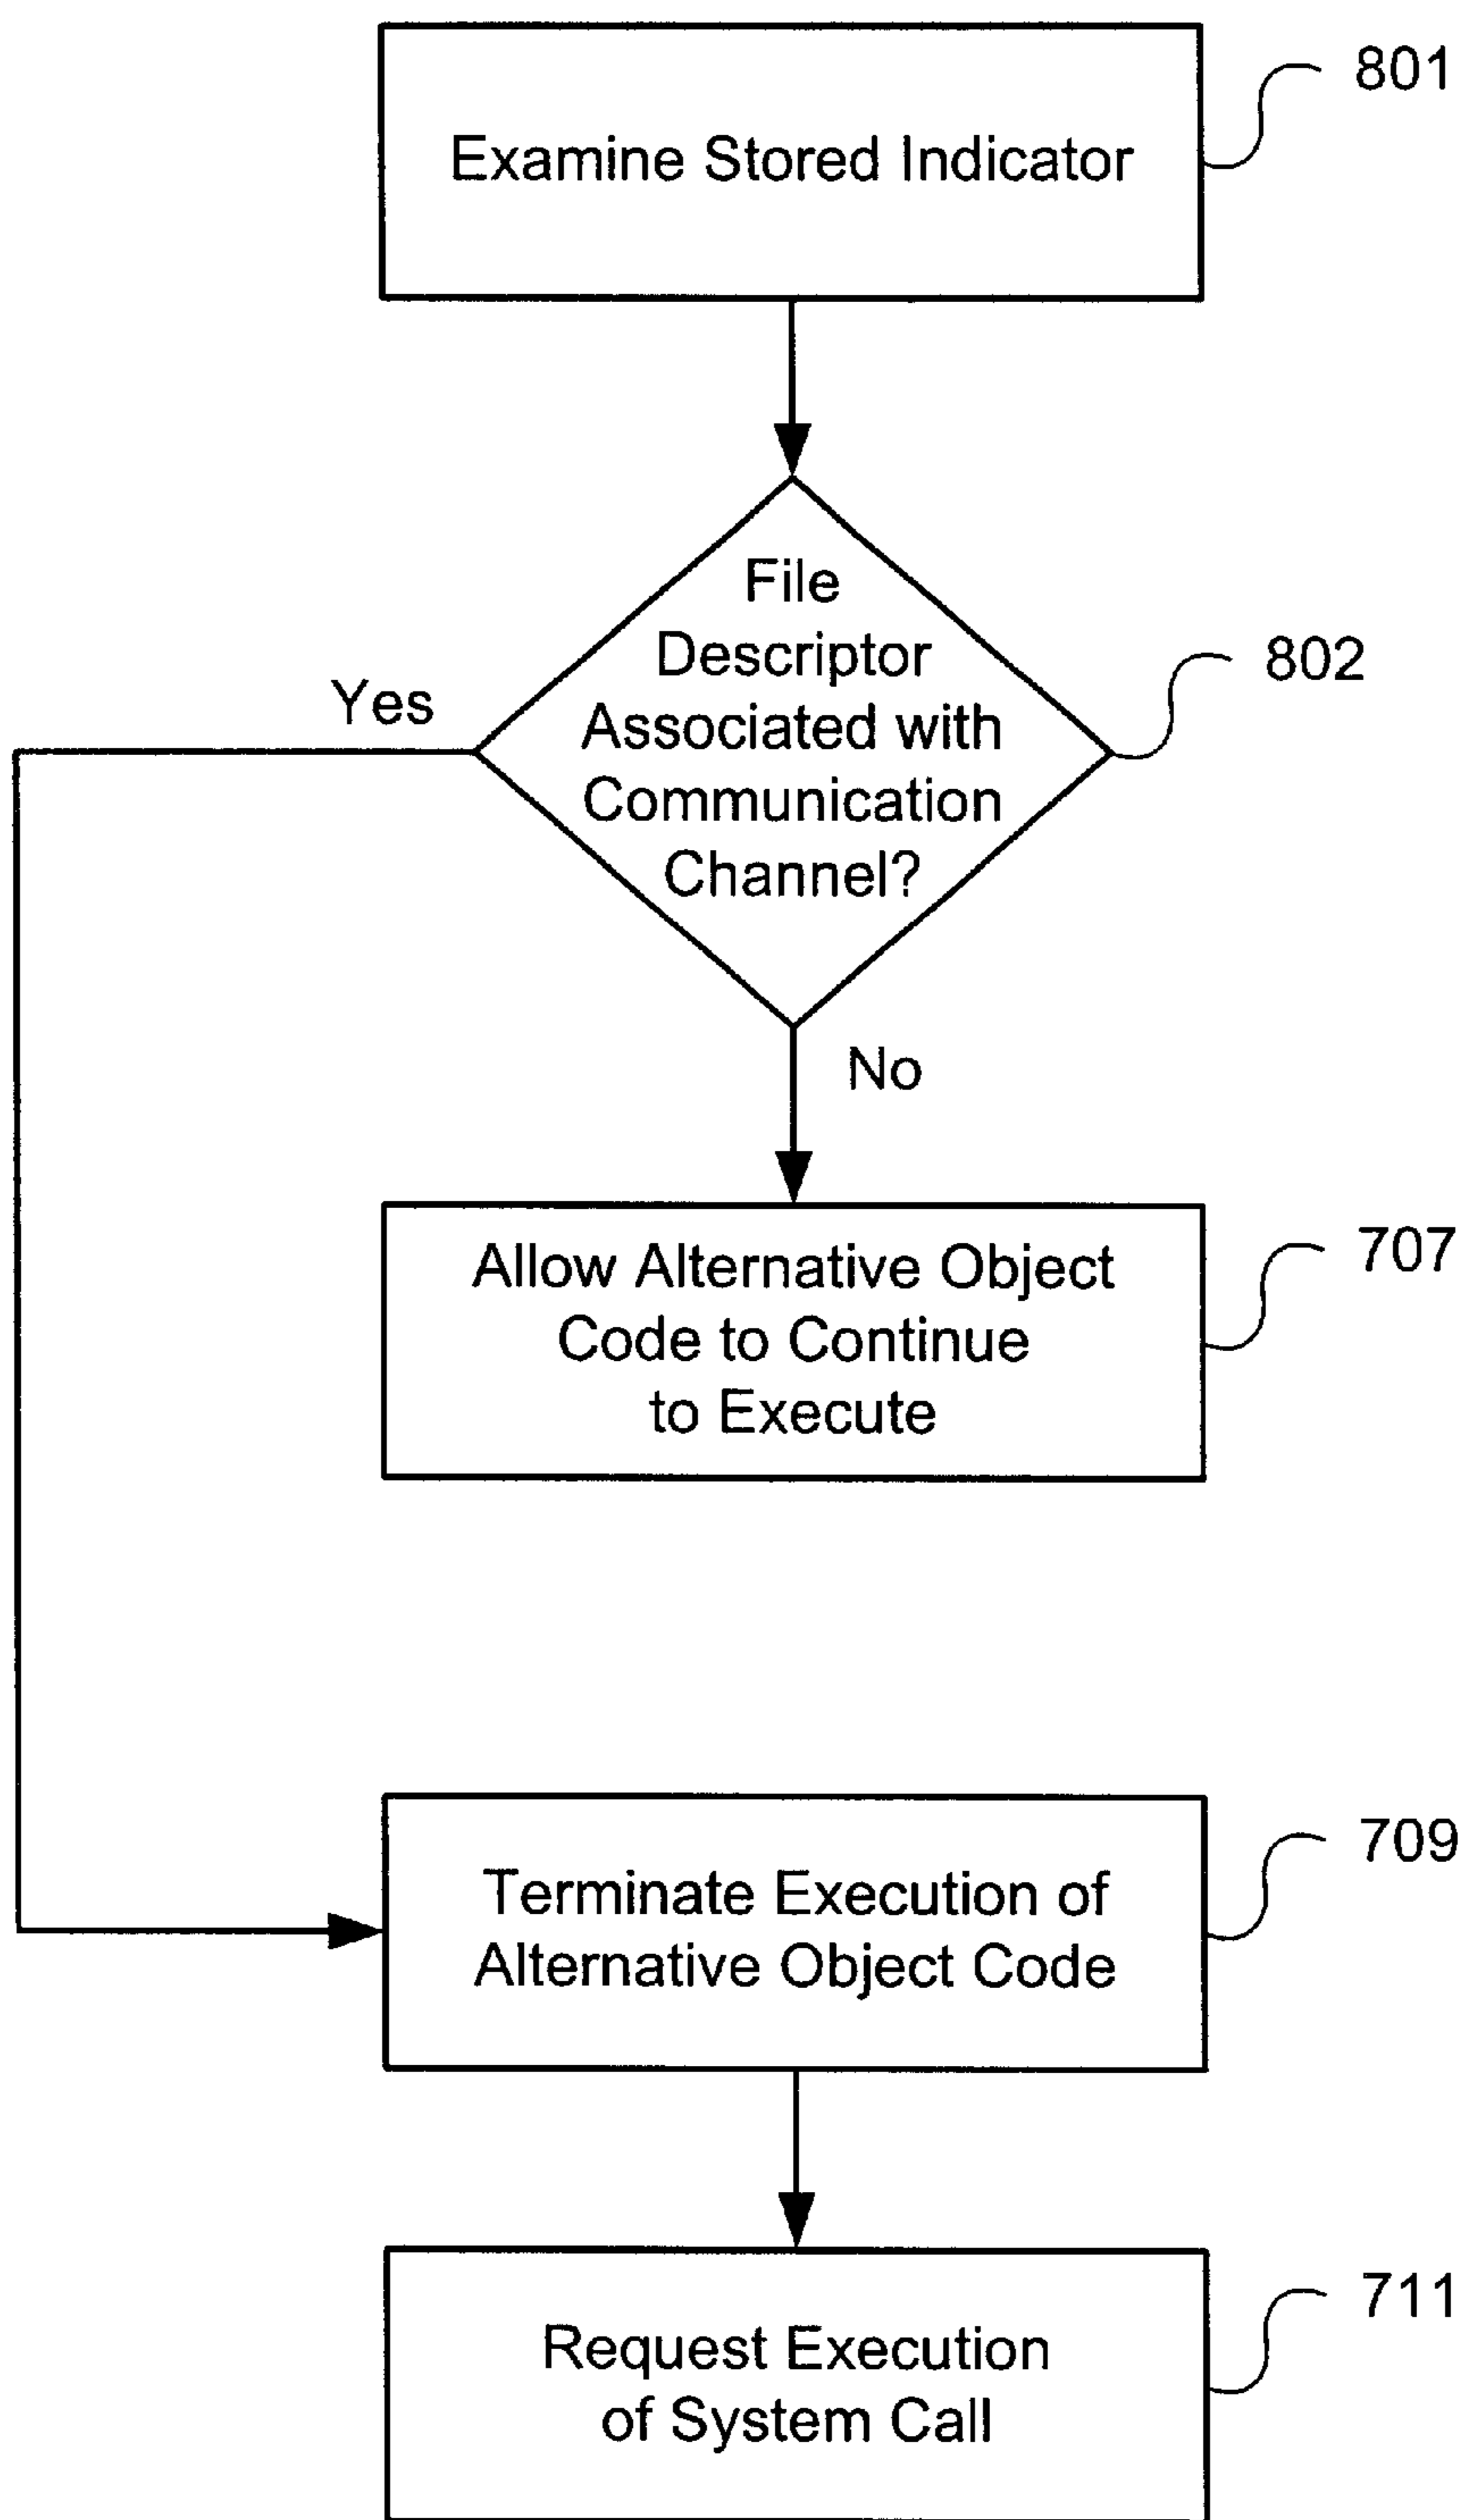 Examine Stored Indicator
801
File
Descriptor
Associated with
Communication
Channel?
802
Yes
No
Allow Alternative Object
Code to Continue
to Execute
707
Terminate Execution of
Alternative Object Code
709
Request Execution
of System Call
711